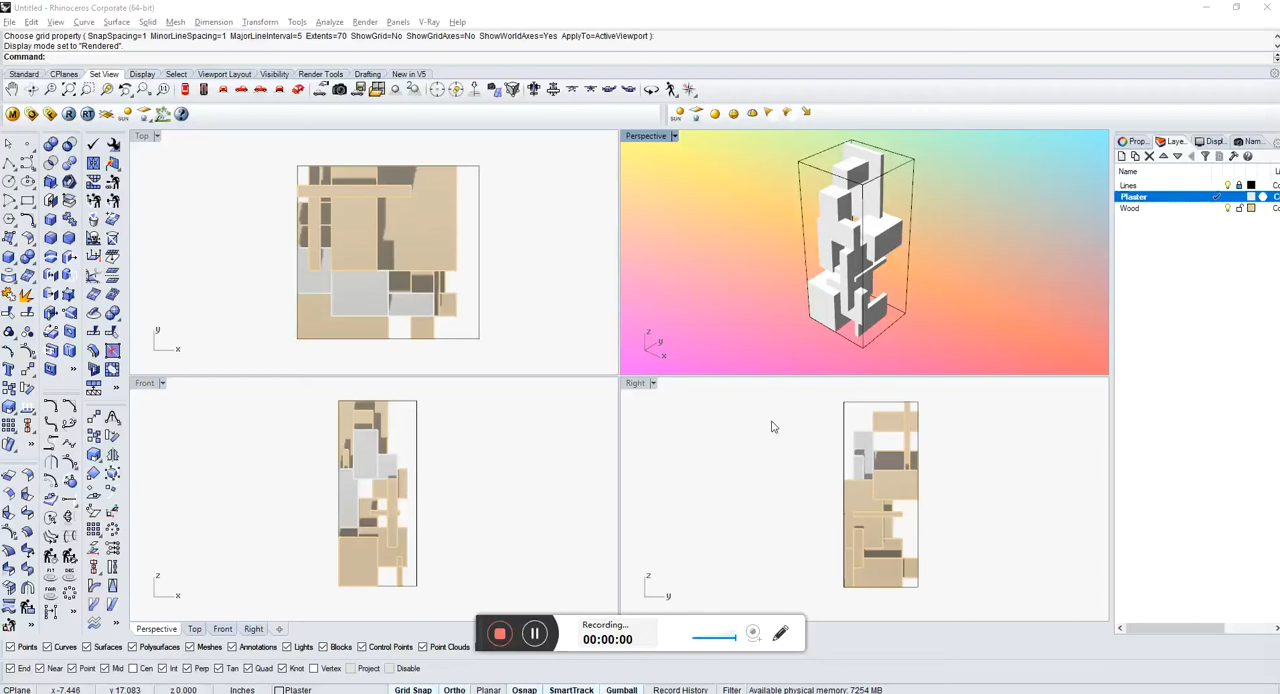 Untitled - Rhinoceros Corporate (64-bit)
File Edit View Curve Surface Solid Mesh Dimension Transform Tools Analyze Render Panels V-Ray Help
Choose grid property ( SnapSpacing=1 MinorLineSpacing=1 MajorLineInterval=5 Extents=70 ShowGrid=No ShowGridAxes=No ShowWorldAxes=Yes ApplyTo=ActiveViewport ):
Display mode set to "Rendered".
Command:
Standard CPlanes Set View Display Select Viewport Layout Visibility Render Tools Drafting New in V5
Top
Perspective
Prop... Laye... Displ... Nam...
Name
Lines
Plaster
Wood
y
x
z
y
x
Front
Right
z
x
z
y
Recording...
00:00:00
Perspective Top Front Right
Points Curves Surfaces Polysurfaces Meshes Annotations Lights Blocks Control Points Point Clouds
End Near Point Mid Cen Int Perp Tan Quad Knot Vertex Project Disable
CPlane x -7.446 y 17.083 z 0.000 Inches Plaster Grid Snap Ortho Planar Osnap SmartTrack Gumball Record History Filter Available physical memory: 7254 MB